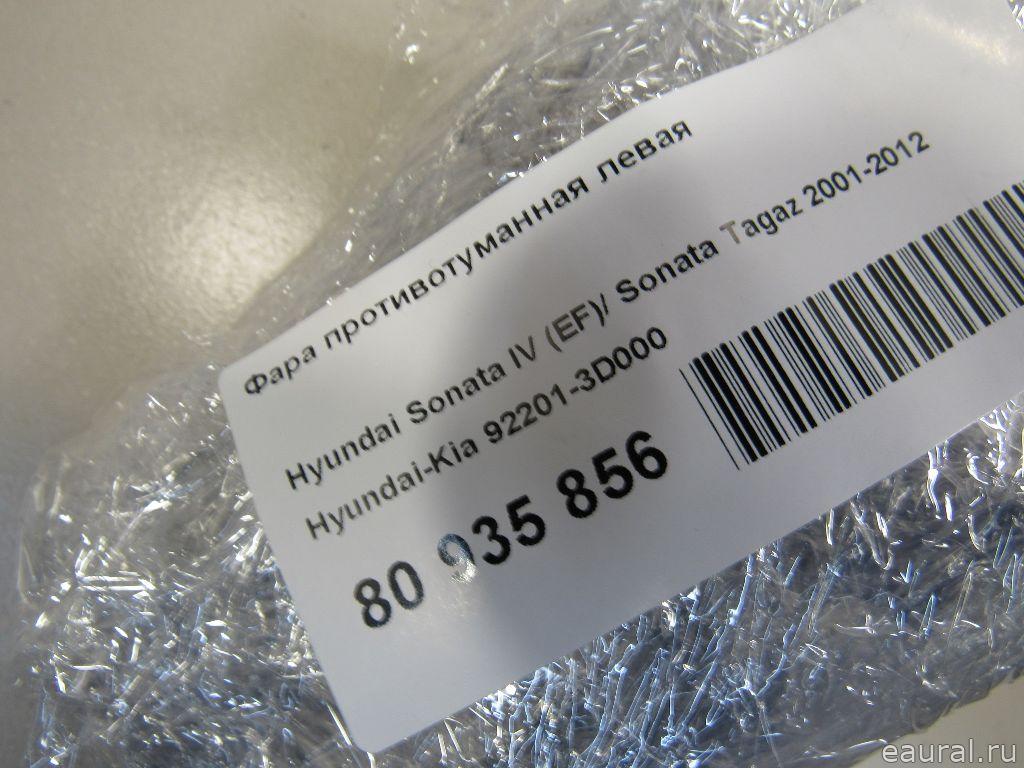 Фара противотуманная левая
Hyundai Sonata IV (EF)/ Sonata Tagaz 2001-2012
Hyundai-Kia 92201-3D000
80 935 856
eaural.ru